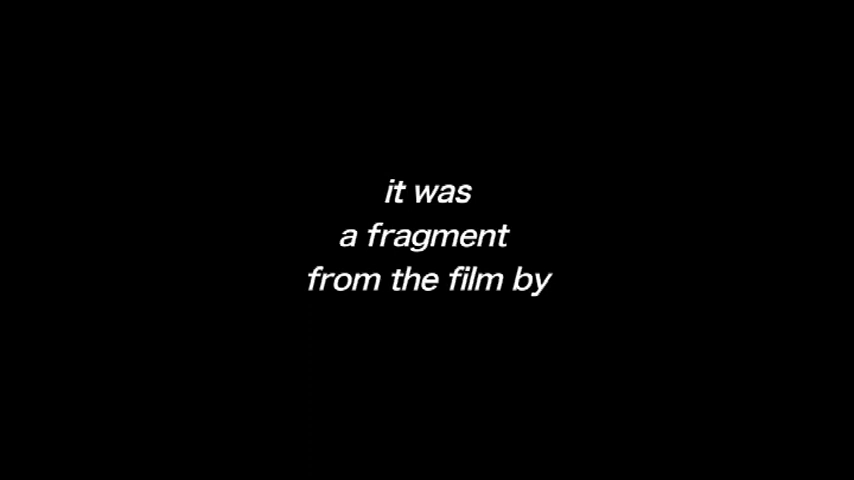 it was
a fragment
from the film by